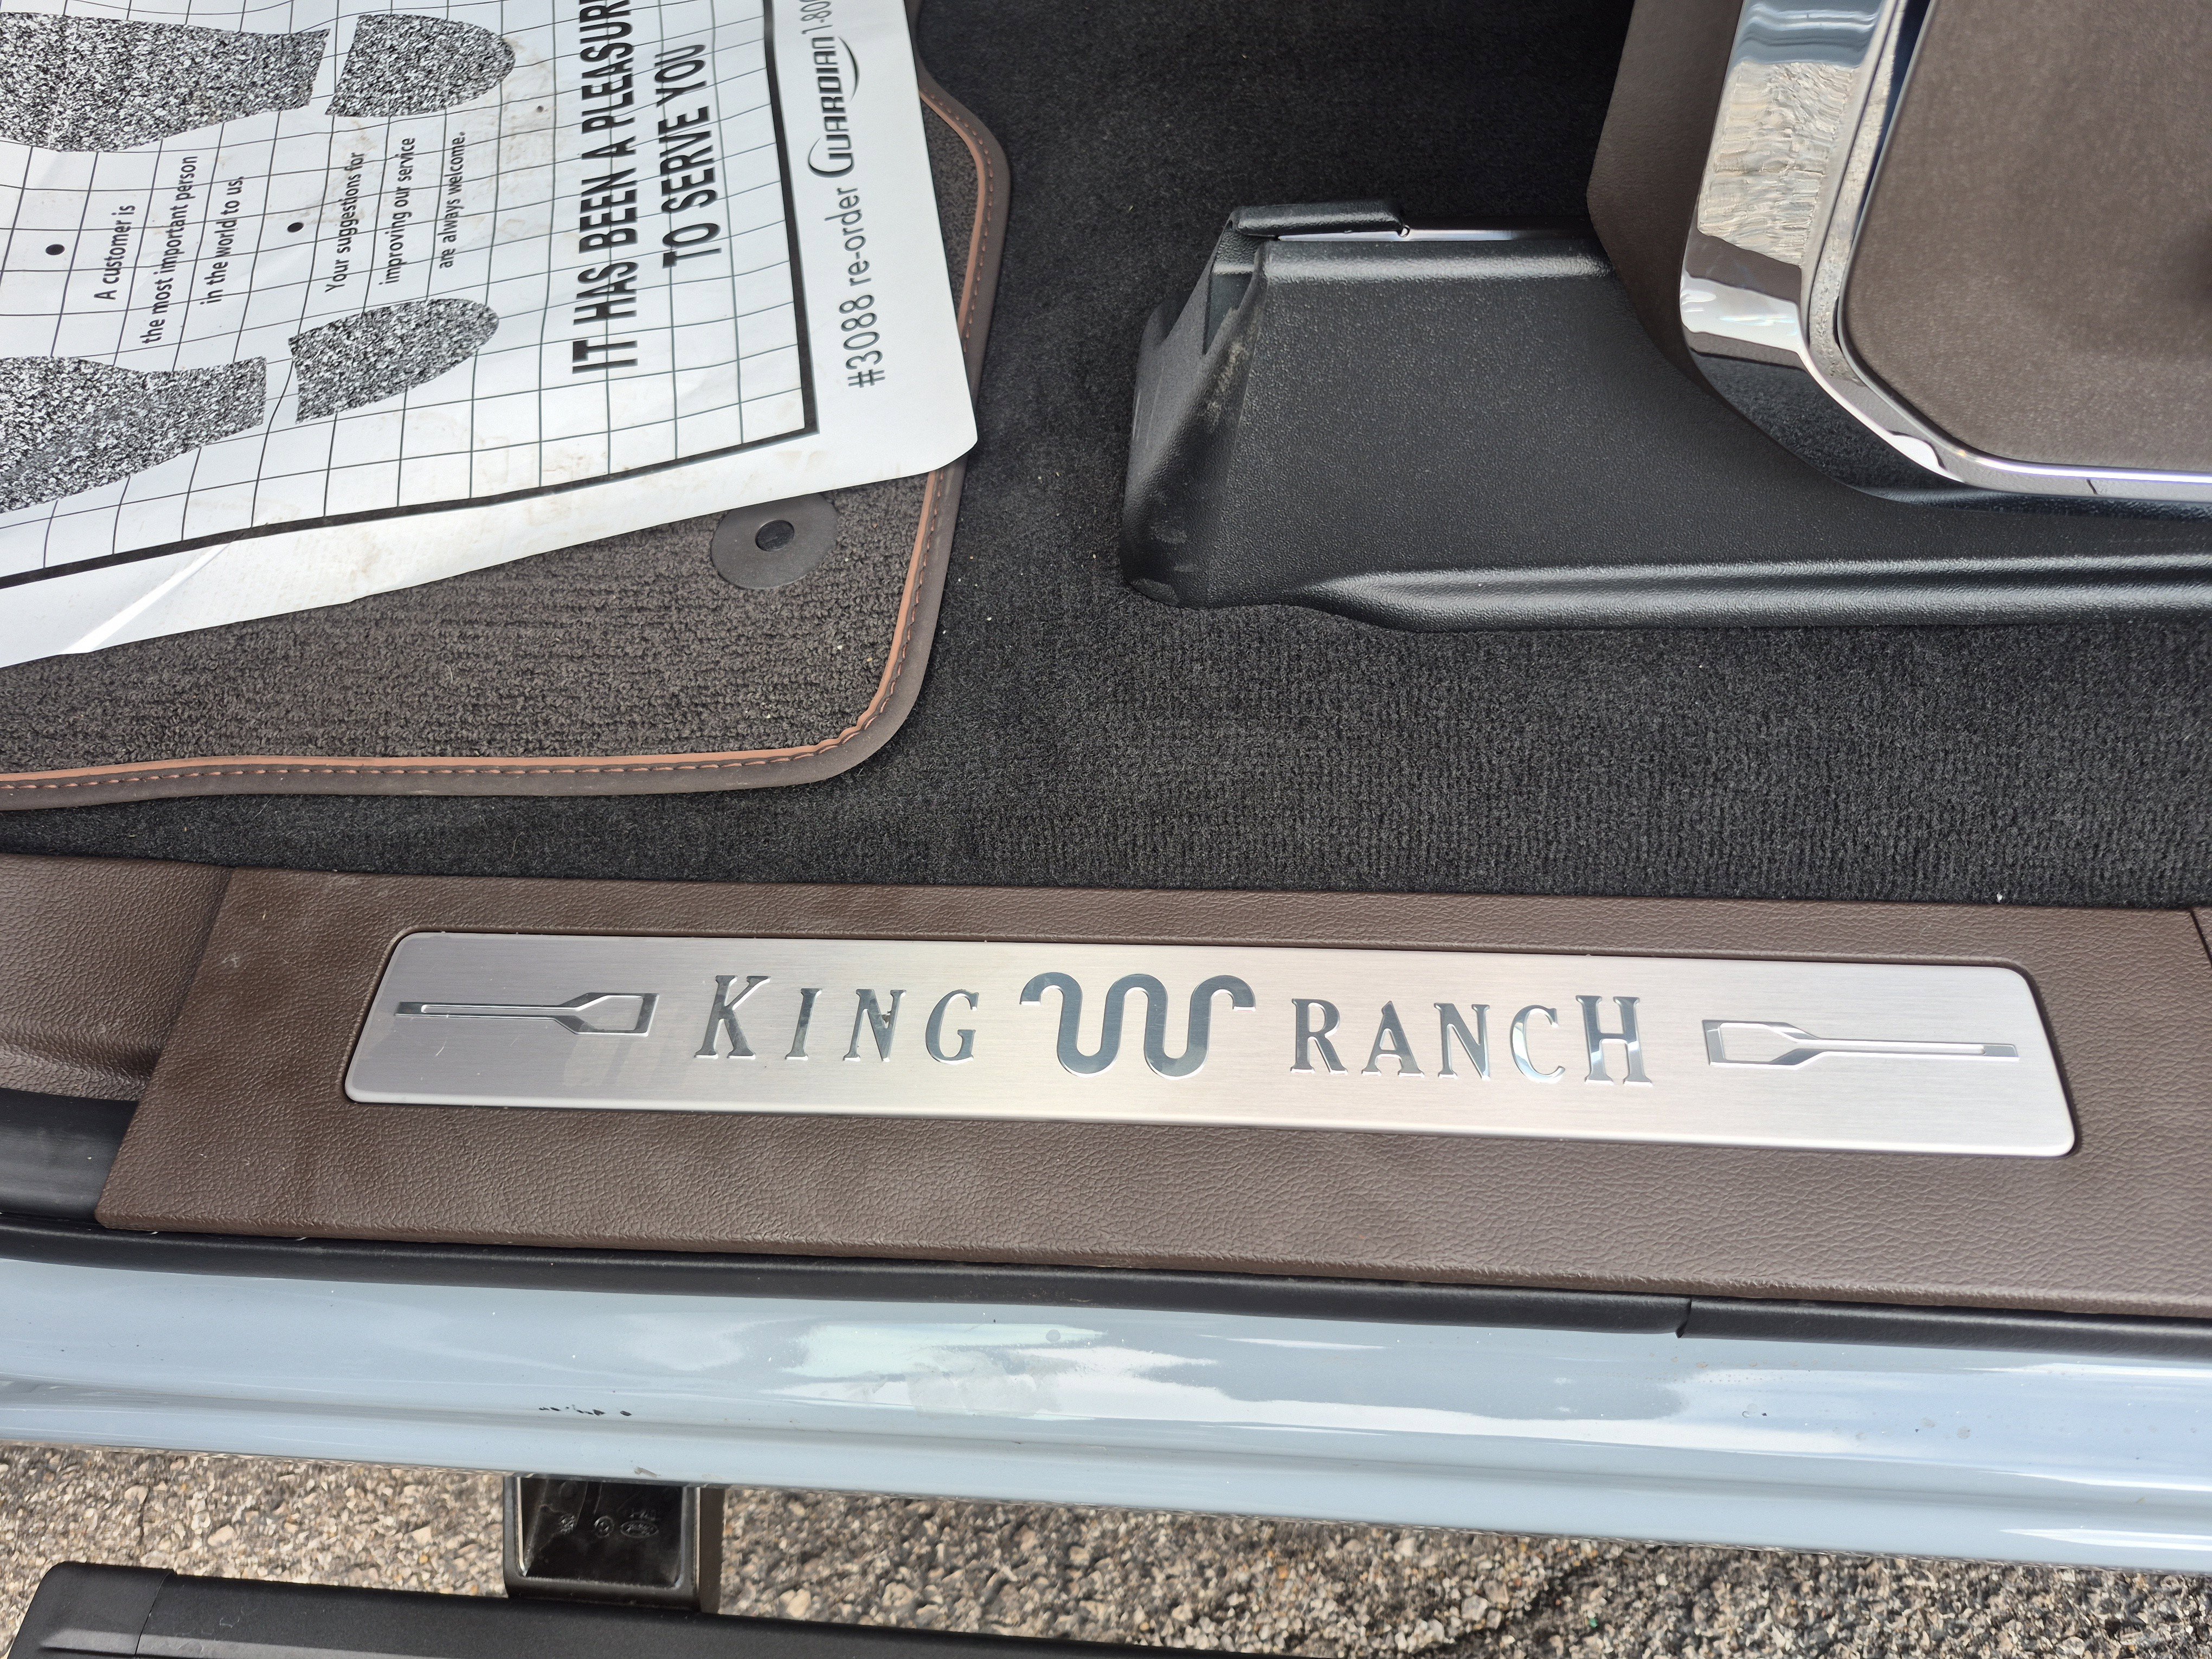 A customer is
the most important person
in the world to us.
Your suggestions for
improving our service
are always welcome.
IT HAS BEEN A PLEASURE
TO SERVE YOU
#3088 re-order GUARDIAN
KING RANCH